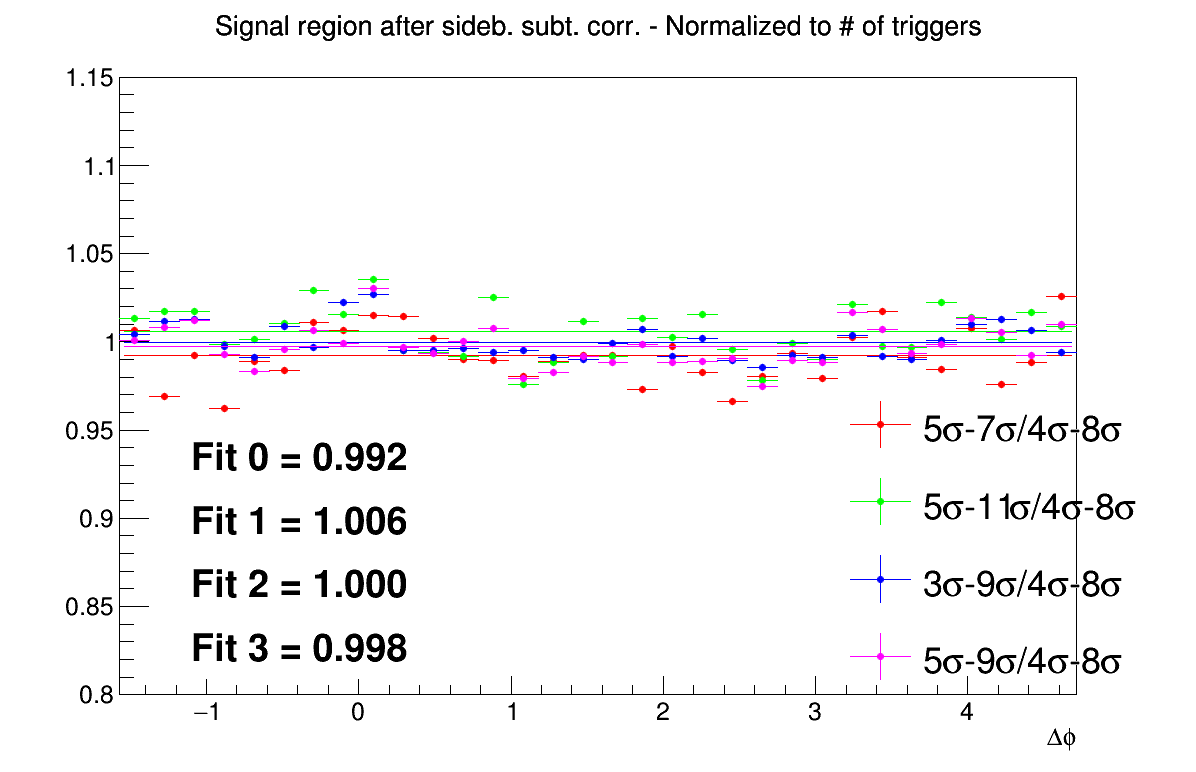 Signal region after sideb. subt. corr. - Normalized to # of triggers
1.15
1.1
1.05
1
0.95
0.9
0.85
0.8
Fit 0 = 0.992
Fit 1 = 1.006
Fit 2 = 1.000
Fit 3 = 0.998
5σ-7σ/4σ-8σ
5σ-11σ/4σ-8σ
3σ-9σ/4σ-8σ
5σ-9σ/4σ-8σ
−1 0 1 2 3 4
Δϕ